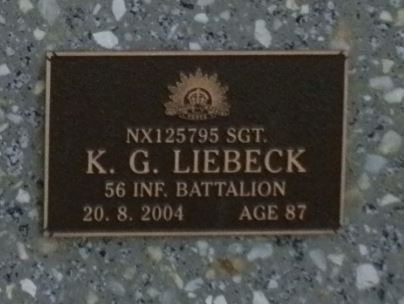 NX125795 SGT.
K. G. LIEBECK
56 INF. BATTALION
20. 8. 2004 AGE 87